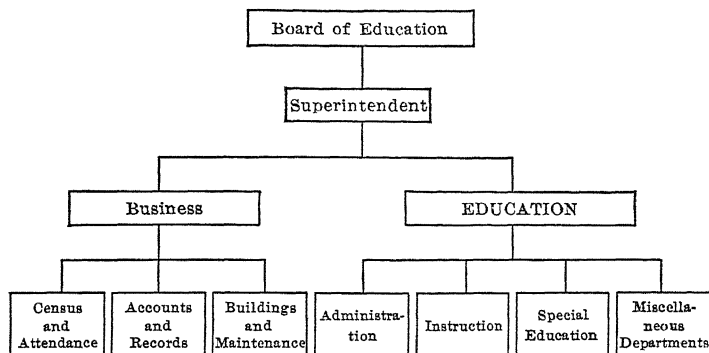 Board of Education
Superintendent
Business
EDUCATION
Census
and
Attendance
Accounts
and
Records
Buildings
and
Maintenance
Administra-
tion
Instruction
Special
Education
Miscella-
neous
Departments